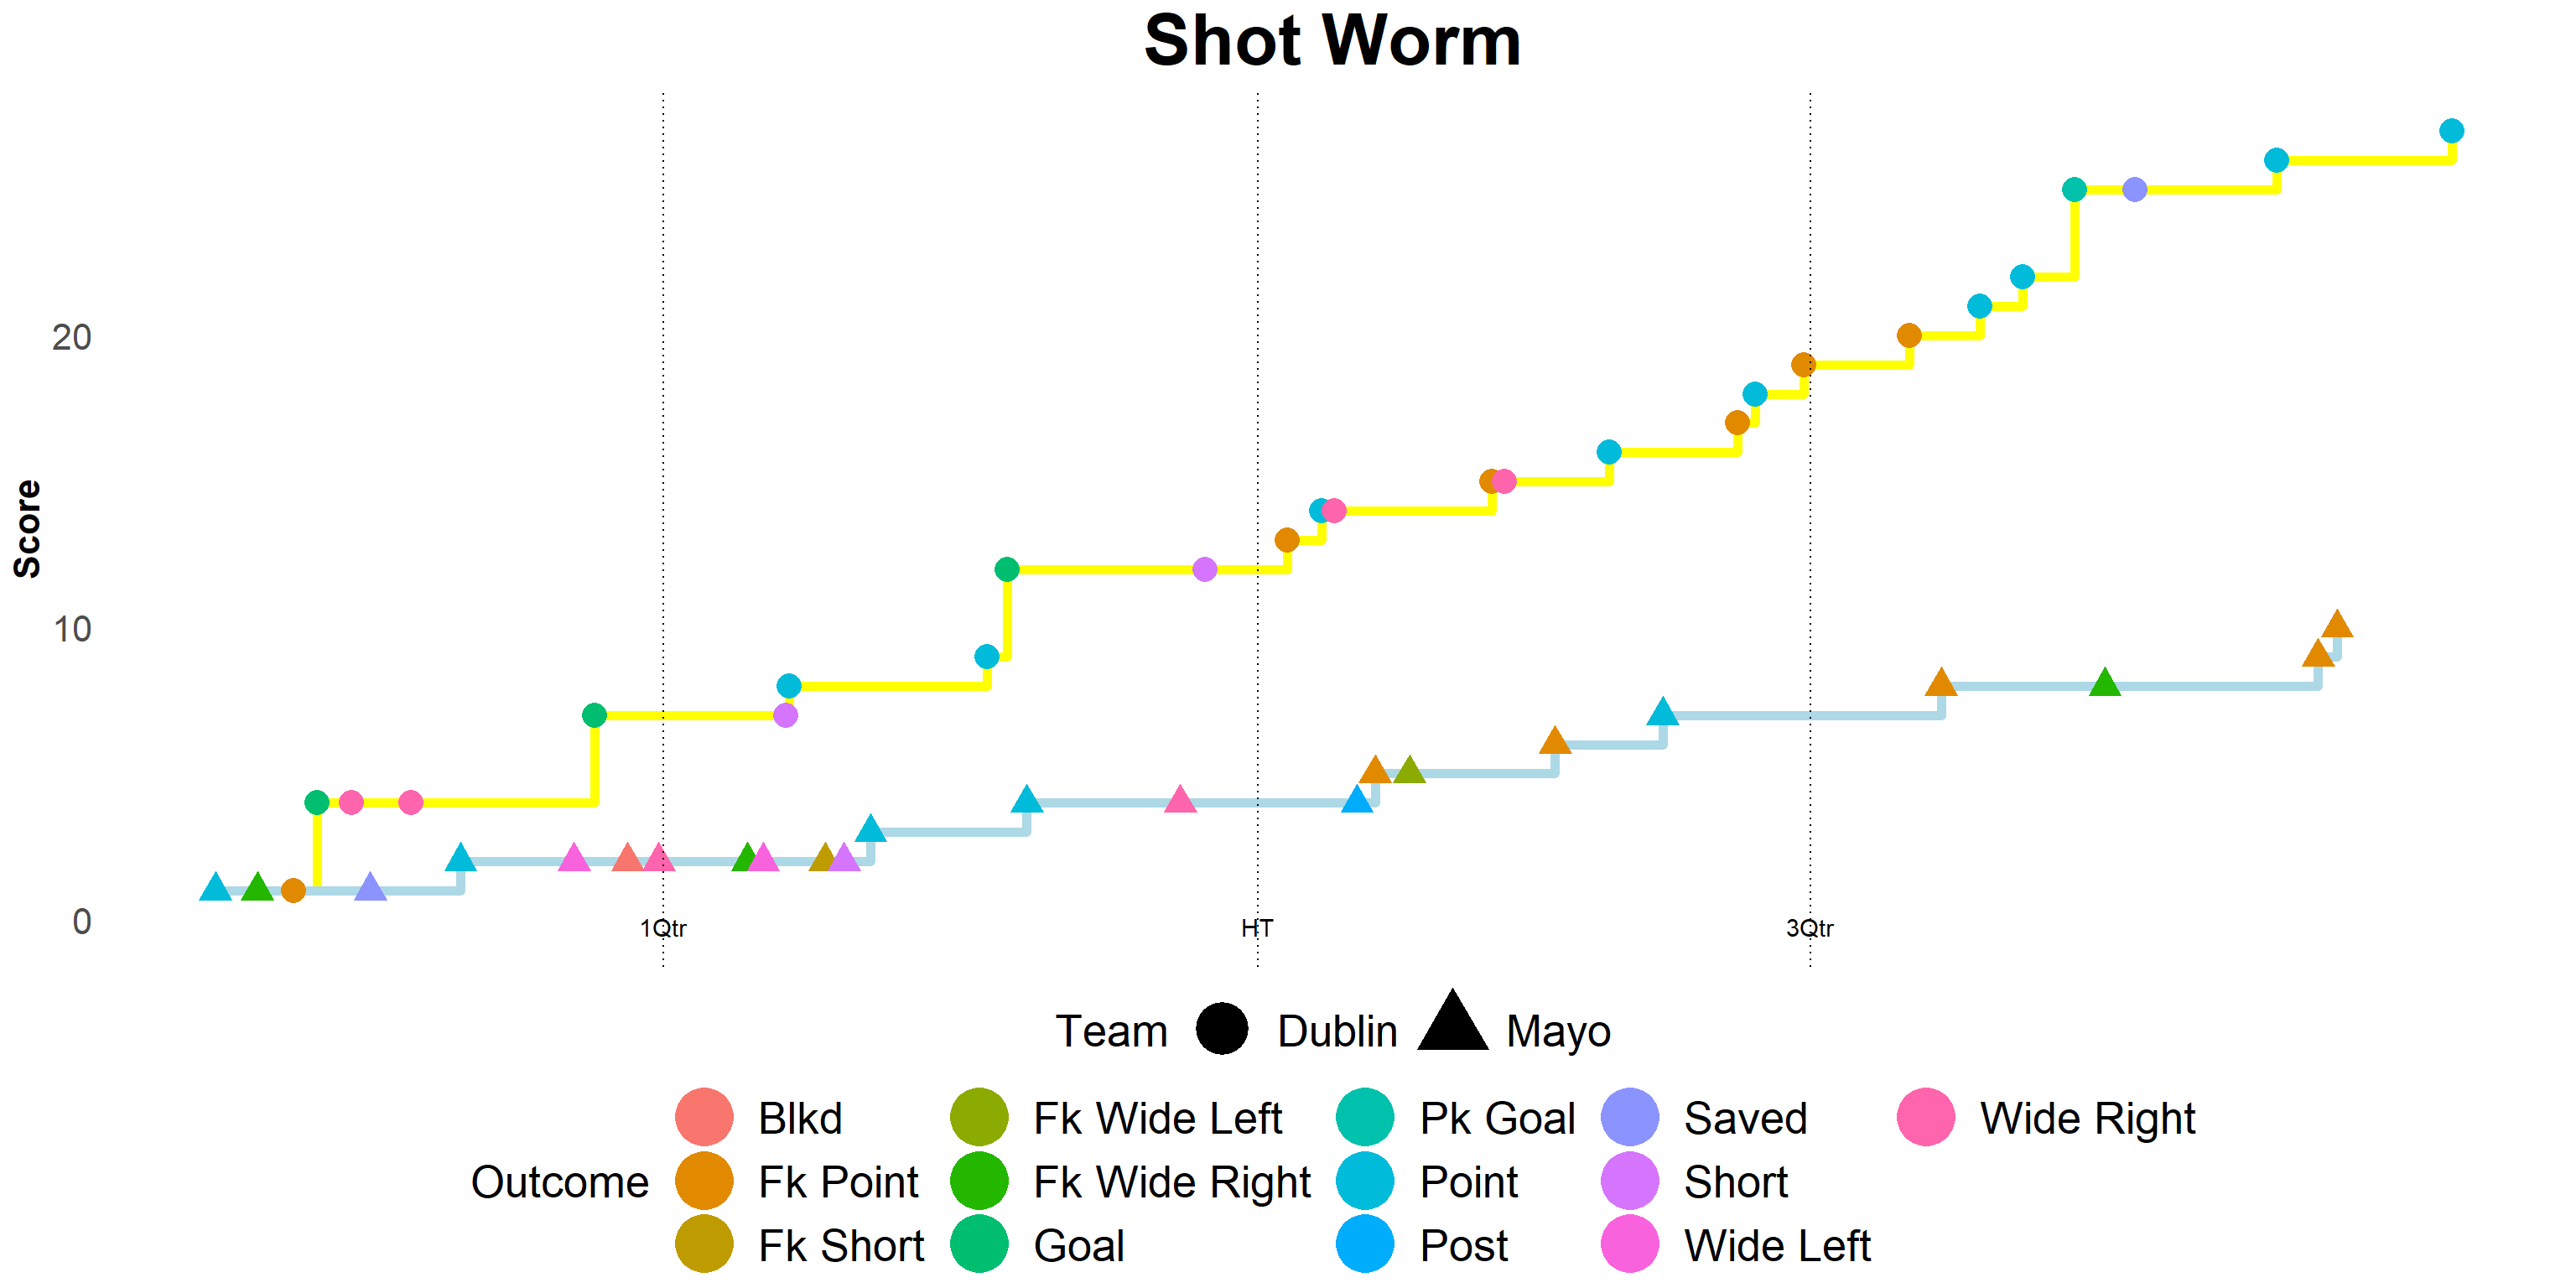 Shot Worm
Score
20
10
0
1Qtr HT 3Qtr
Team Dublin Mayo
Blkd Fk Wide Left Pk Goal Saved Wide Right
Outcome Fk Point Fk Wide Right Point Short
Fk Short Goal Post Wide Left